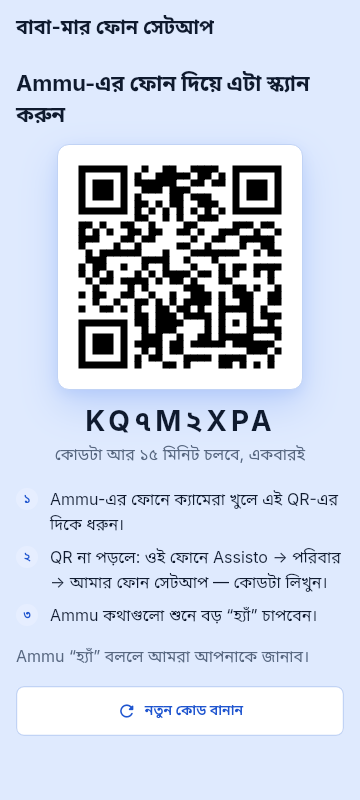 বাবা-মার ফোন সেটআপ
Ammu-এর ফোন দিয়ে এটা স্ক্যান
করুন
KQ৭M২XPA
কোডটা আর ১৫ মিনিট চলবে, একবারই
১ Ammu-এর ফোনে ক্যামেরা খুলে এই QR-এর
দিকে ধরুন।
২ QR না পড়লে: ওই ফোনে Assisto → পরিবার
→ আমার ফোন সেটআপ — কোডটা লিখুন।
৩ Ammu কথাগুলো শুনে বড় “হ্যাঁ” চাপবেন।
Ammu “হ্যাঁ” বললে আমরা আপনাকে জানাব।
নতুন কোড বানান